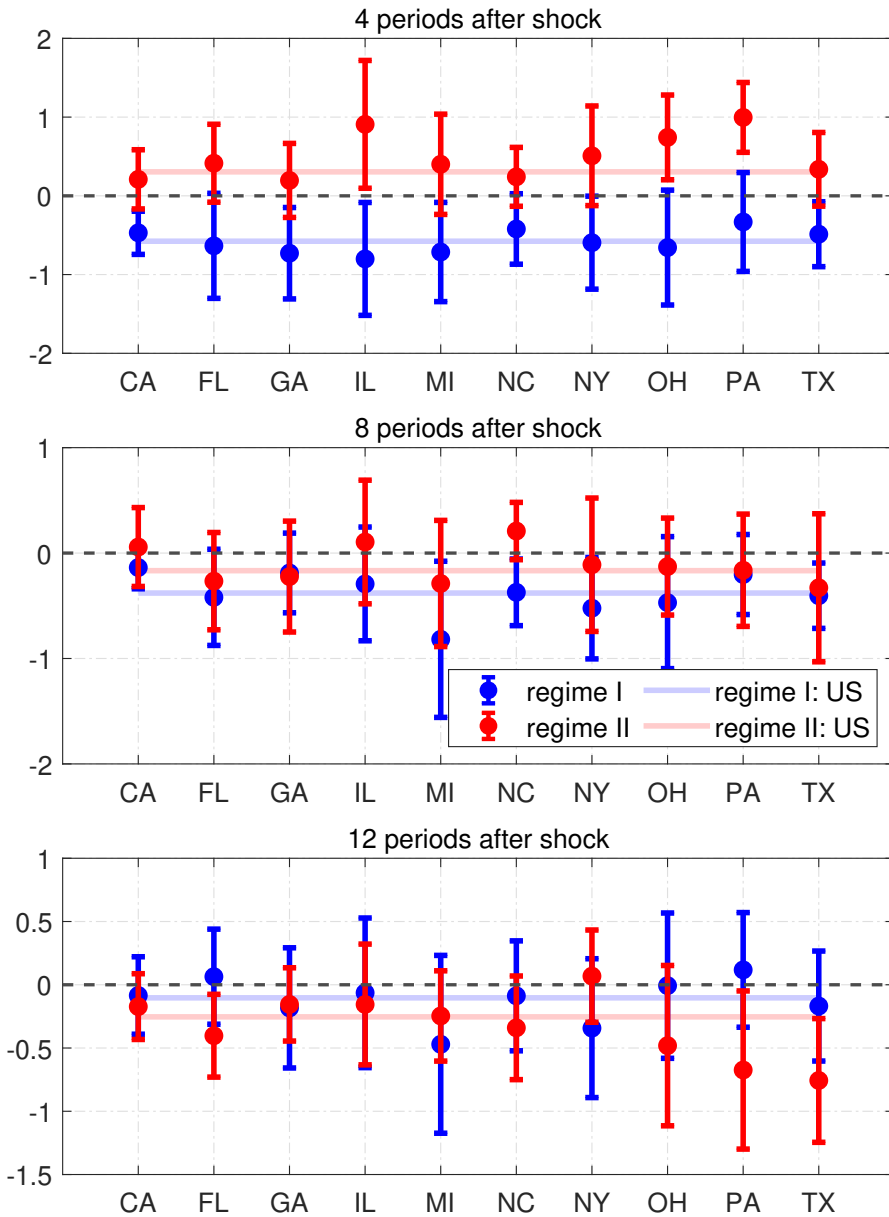 4 periods after shock
2
1
0
-1
-2
CA FL GA IL MI NC NY OH PA TX
8 periods after shock
1
0
-1
-2
regime I regime I: US
regime II regime II: US
CA FL GA IL MI NC NY OH PA TX
12 periods after shock
1
0.5
0
-0.5
-1
-1.5
CA FL GA IL MI NC NY OH PA TX